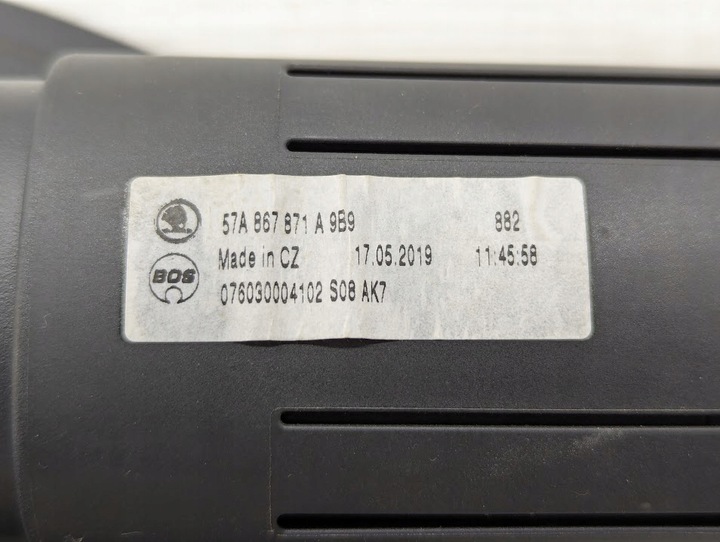 57A 867 871 A 9B9 882
BOS Made in CZ 17.05.2019 11:45:58
076030004102 S08 AK7